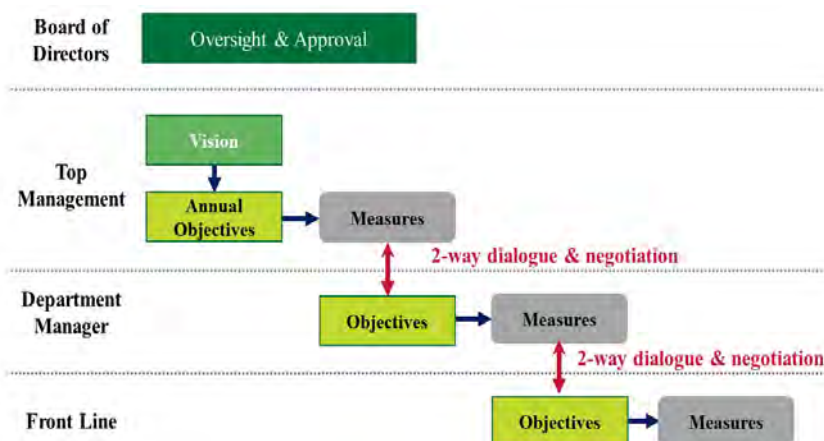 Board of
Directors
Oversight & Approval
Vision
Top
Management
Annual
Objectives
Measures
2-way dialogue & negotiation
Department
Manager
Objectives
Measures
2-way dialogue & negotiation
Front Line
Objectives
Measures